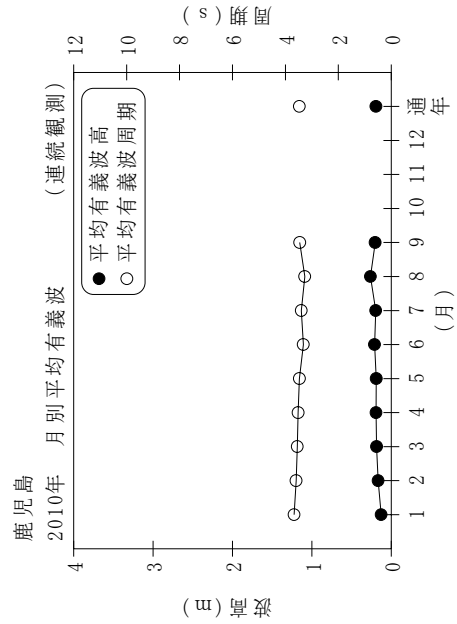 鹿児島
2010年
月別平均有義波
(連続観測)
●平均有義波高
○平均有義波周期
波高(m)
4
3
2
1
0
周期(s)
12
10
8
6
4
2
0
1 2 3 4 5 6 7 8 9 10 11 12 通年
(月)